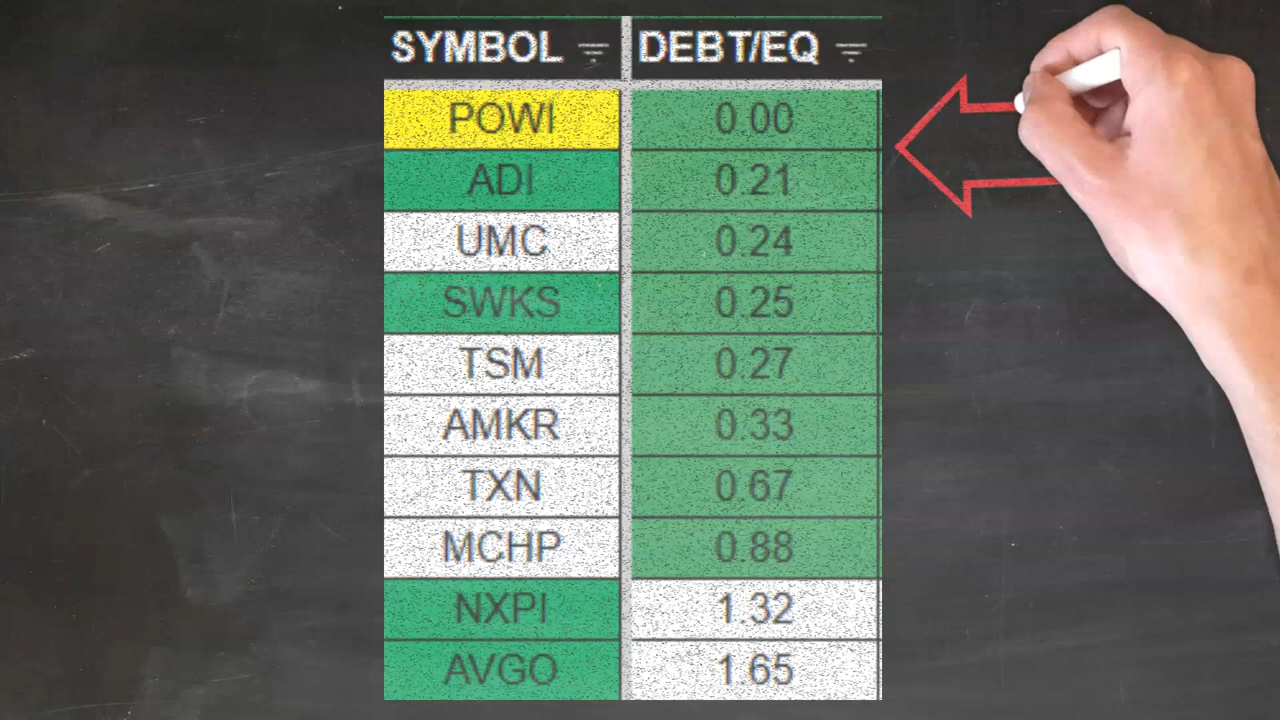 SYMBOL DEBT/EQ
POWI 0.00
ADI 0.21
UMC 0.24
SWKS 0.25
TSM 0.27
AMKR 0.33
TXN 0.67
MCHP 0.88
NXPI 1.32
AVGO 1.65